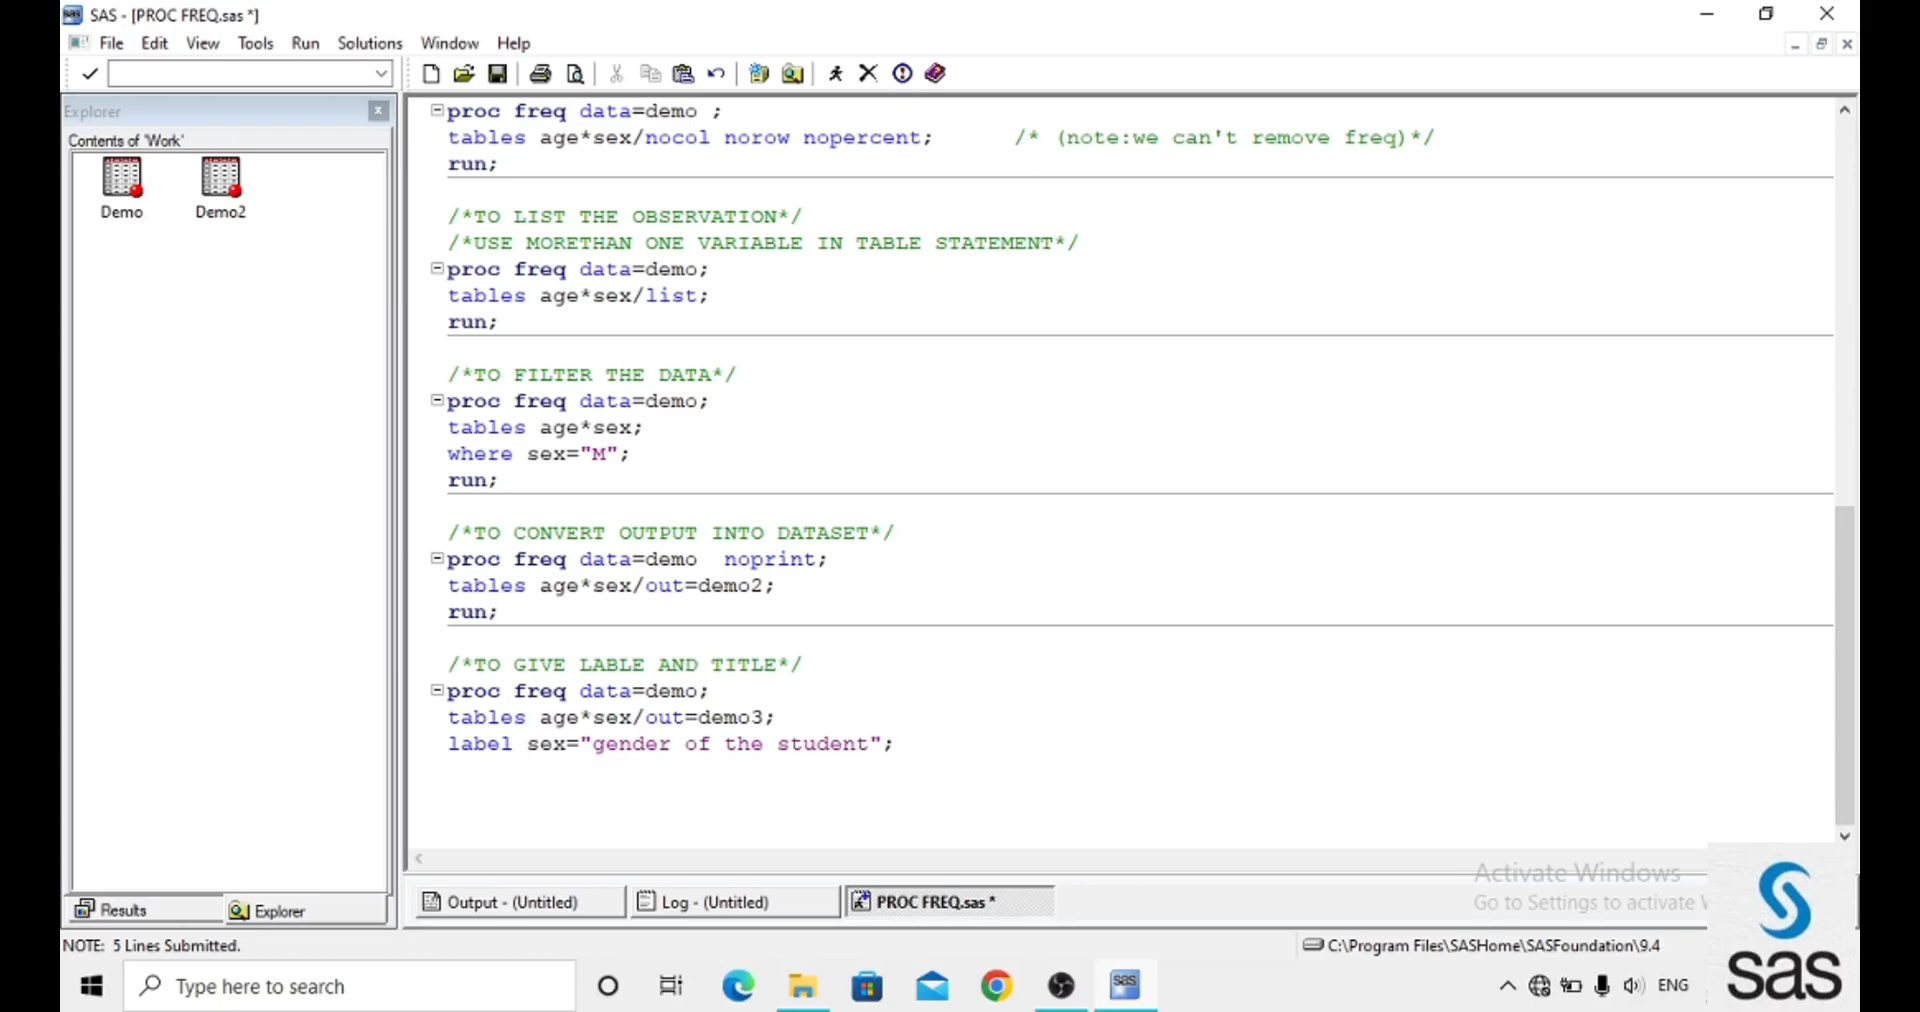 SAS - [PROC FREQ.sas *]
File Edit View Tools Run Solutions Window Help
Explorer
Contents of 'Work'
Demo Demo2
proc freq data=demo ;
tables age*sex/nocol norow nopercent; /* (note:we can't remove freq)*/
run;
/*TO LIST THE OBSERVATION*/
/*USE MORETHAN ONE VARIABLE IN TABLE STATEMENT*/
proc freq data=demo;
tables age*sex/list;
run;
/*TO FILTER THE DATA*/
proc freq data=demo;
tables age*sex;
where sex="M";
run;
/*TO CONVERT OUTPUT INTO DATASET*/
proc freq data=demo  noprint;
tables age*sex/out=demo2;
run;
/*TO GIVE LABLE AND TITLE*/
proc freq data=demo;
tables age*sex/out=demo3;
label sex="gender of the student";
Activate Windows
Go to Settings to activate
Results Explorer
Output - (Untitled) Log - (Untitled) PROC FREQ.sas *
NOTE: 5 Lines Submitted.
C:\Program Files\SASHome\SASFoundation\9.4
Type here to search
sas
ENG
sas